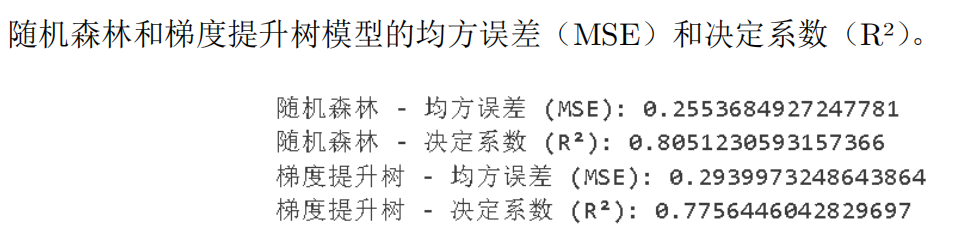 随机森林和梯度提升树模型的均方误差（MSE）和决定系数（R²）。
随机森林 - 均方误差 (MSE): 0.2553684927247781
随机森林 - 决定系数 (R²): 0.8051230593157366
梯度提升树 - 均方误差 (MSE): 0.2939973248643864
梯度提升树 - 决定系数 (R²): 0.7756446042829697